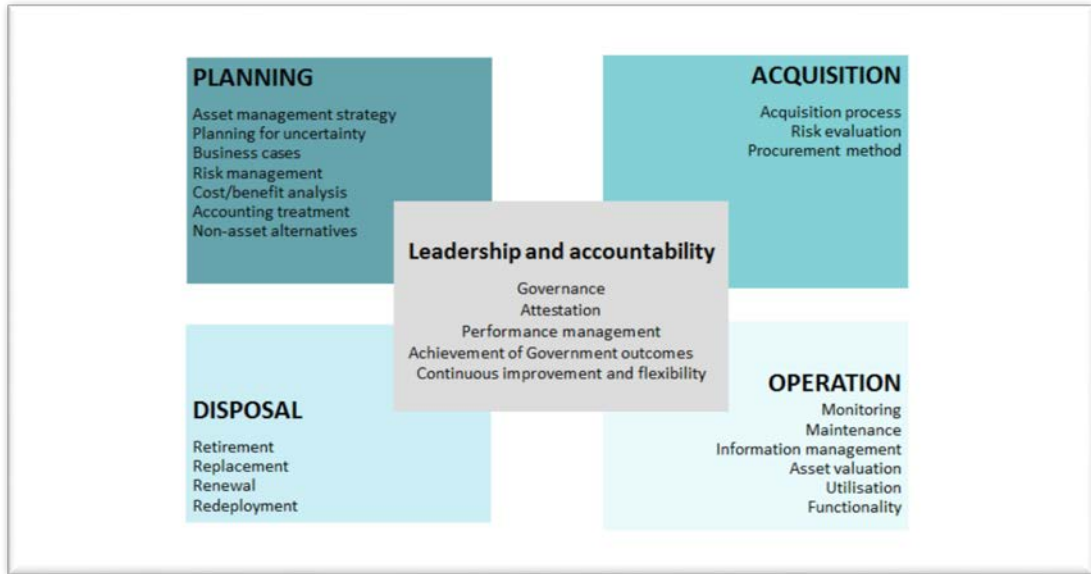 PLANNING
Asset management strategy
Planning for uncertainty
Business cases
Risk management
Cost/benefit analysis
Accounting treatment
Non-asset alternatives
ACQUISITION
Acquisition process
Risk evaluation
Procurement method
Leadership and accountability
Governance
Attestation
Performance management
Achievement of Government outcomes
Continuous improvement and flexibility
DISPOSAL
Retirement
Replacement
Renewal
Redeployment
OPERATION
Monitoring
Maintenance
Information management
Asset valuation
Utilisation
Functionality